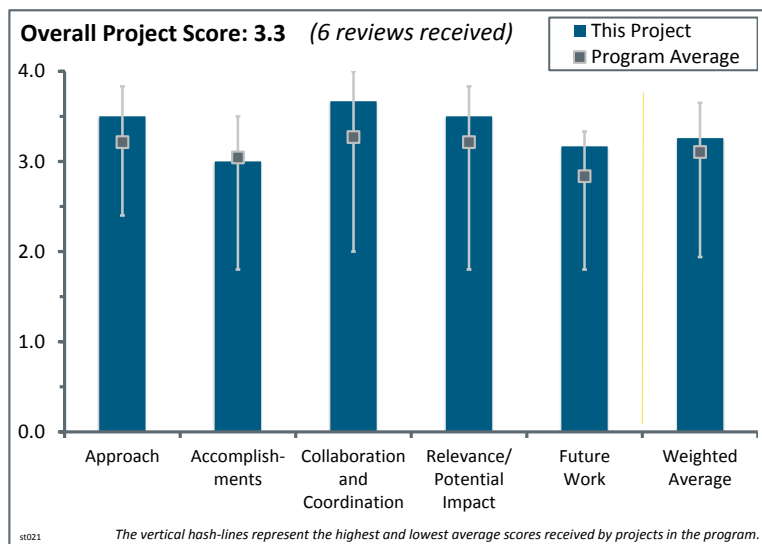 Overall Project Score: 3.3 (6 reviews received)
This Project
Program Average
4.0
3.0
2.0
1.0
0.0
Approach
Accomplish-
ments
Collaboration
and
Coordination
Relevance/
Potential
Impact
Future
Work
Weighted
Average
st021
The vertical hash-lines represent the highest and lowest average scores received by projects in the program.